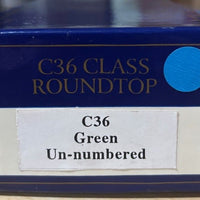 C36 CLASS
ROUNDTOP
C36
Green
Un-numbered